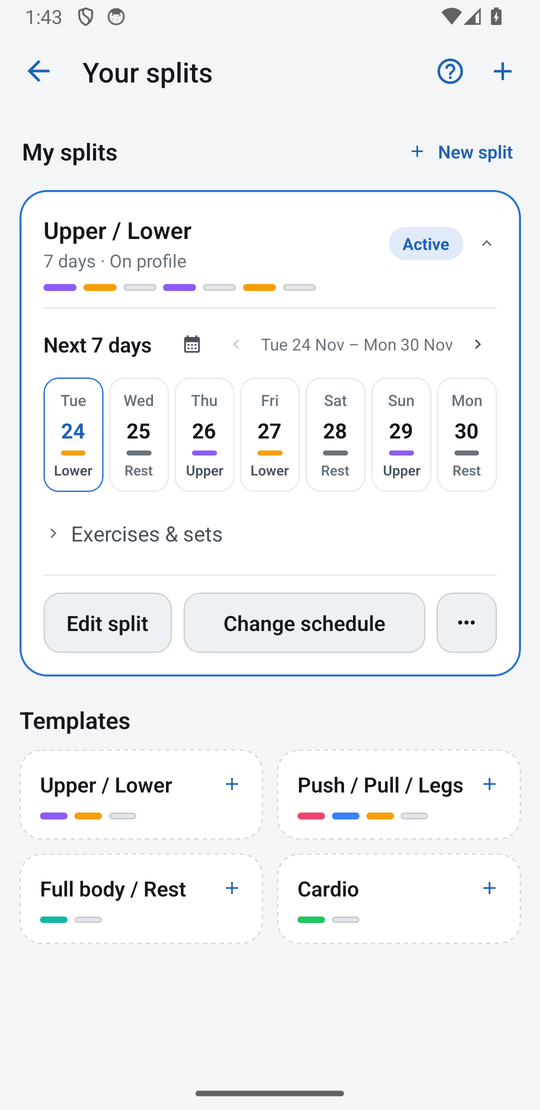 1:43
Your splits
My splits
+ New split
Upper / Lower
Active
7 days · On profile
Next 7 days
Tue 24 Nov – Mon 30 Nov
Tue Wed Thu Fri Sat Sun Mon
24 25 26 27 28 29 30
Lower Rest Upper Lower Rest Upper Rest
Exercises & sets
Edit split
Change schedule
Templates
Upper / Lower
Push / Pull / Legs
Full body / Rest
Cardio